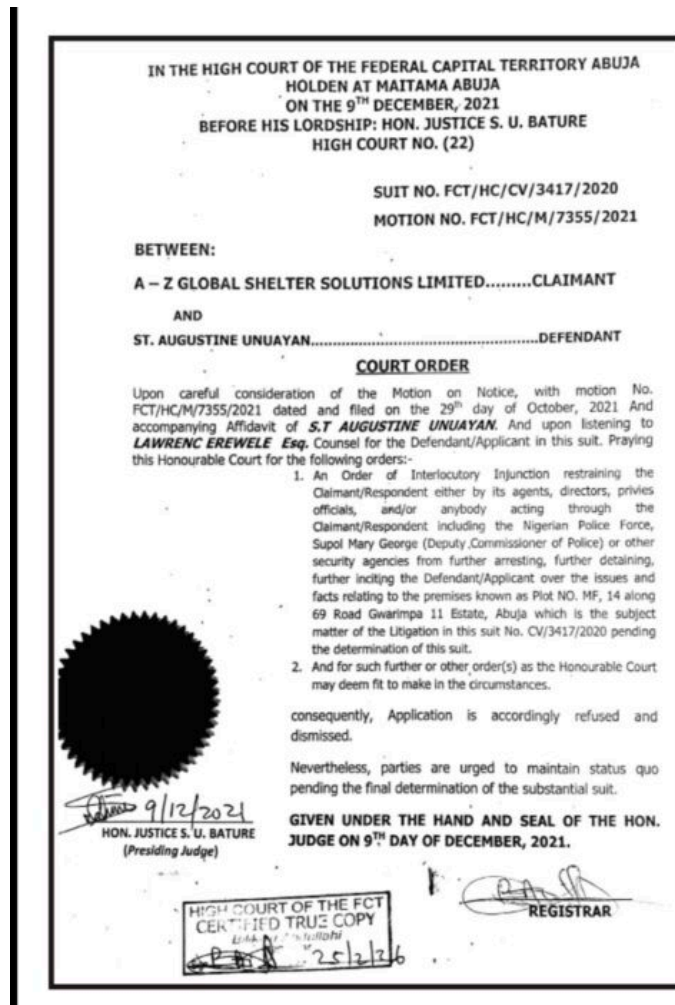 IN THE HIGH COURT OF THE FEDERAL CAPITAL TERRITORY ABUJA
HOLDEN AT MAITAMA ABUJA
ON THE 9TH DECEMBER, 2021
BEFORE HIS LORDSHIP: HON. JUSTICE S. U. BATURE
HIGH COURT NO. (22)
SUIT NO. FCT/HC/CV/3417/2020
MOTION NO. FCT/HC/M/7355/2021
BETWEEN:
A – Z GLOBAL SHELTER SOLUTIONS LIMITED.........CLAIMANT
AND
ST. AUGUSTINE UNUAYAN..................................................DEFENDANT
COURT ORDER
Upon careful consideration of the Motion on Notice, with motion No.
FCT/HC/M/7355/2021 dated and filed on the 29th day of October, 2021 And
accompanying Affidavit of S.T AUGUSTINE UNUAYAN. And upon listening to
LAWRENC EREWELE Esq. Counsel for the Defendant/Applicant in this suit. Praying
this Honourable Court for the following orders:-
1. An Order of Interlocutory Injunction restraining the
Claimant/Respondent either by its agents, directors, privies
officials, and/or anybody acting through the
Claimant/Respondent including the Nigerian Police Force,
Supol Mary George (Deputy Commissioner of Police) or other
security agencies from further arresting, further detaining,
further inciting the Defendant/Applicant over the issues and
facts relating to the premises known as Plot NO. MF, 14 along
69 Road Gwarimpa 11 Estate, Abuja which is the subject
matter of the Litigation in this suit No. CV/3417/2020 pending
the determination of this suit.
2. And for such further or other order(s) as the Honourable Court
may deem fit to make in the circumstances.
consequently, Application is accordingly refused and
dismissed.
Nevertheless, parties are urged to maintain status quo
pending the final determination of the substantial suit.
GIVEN UNDER THE HAND AND SEAL OF THE HON.
JUDGE ON 9TH DAY OF DECEMBER, 2021.
9/12/2021
HON. JUSTICE S. U. BATURE
(Presiding Judge)
REGISTRAR
HIGH COURT OF THE FCT
CERTIFIED TRUE COPY